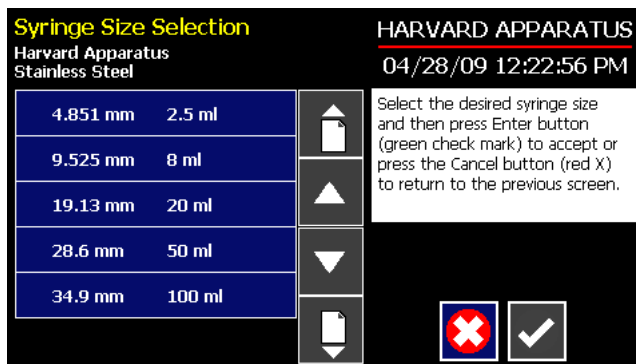 Syringe Size Selection
Harvard Apparatus
Stainless Steel
4.851 mm 2.5 ml
9.525 mm 8 ml
19.13 mm 20 ml
28.6 mm 50 ml
34.9 mm 100 ml
HARVARD APPARATUS
04/28/09 12:22:56 PM
Select the desired syringe size
and then press Enter button
(green check mark) to accept or
press the Cancel button (red X)
to return to the previous screen.